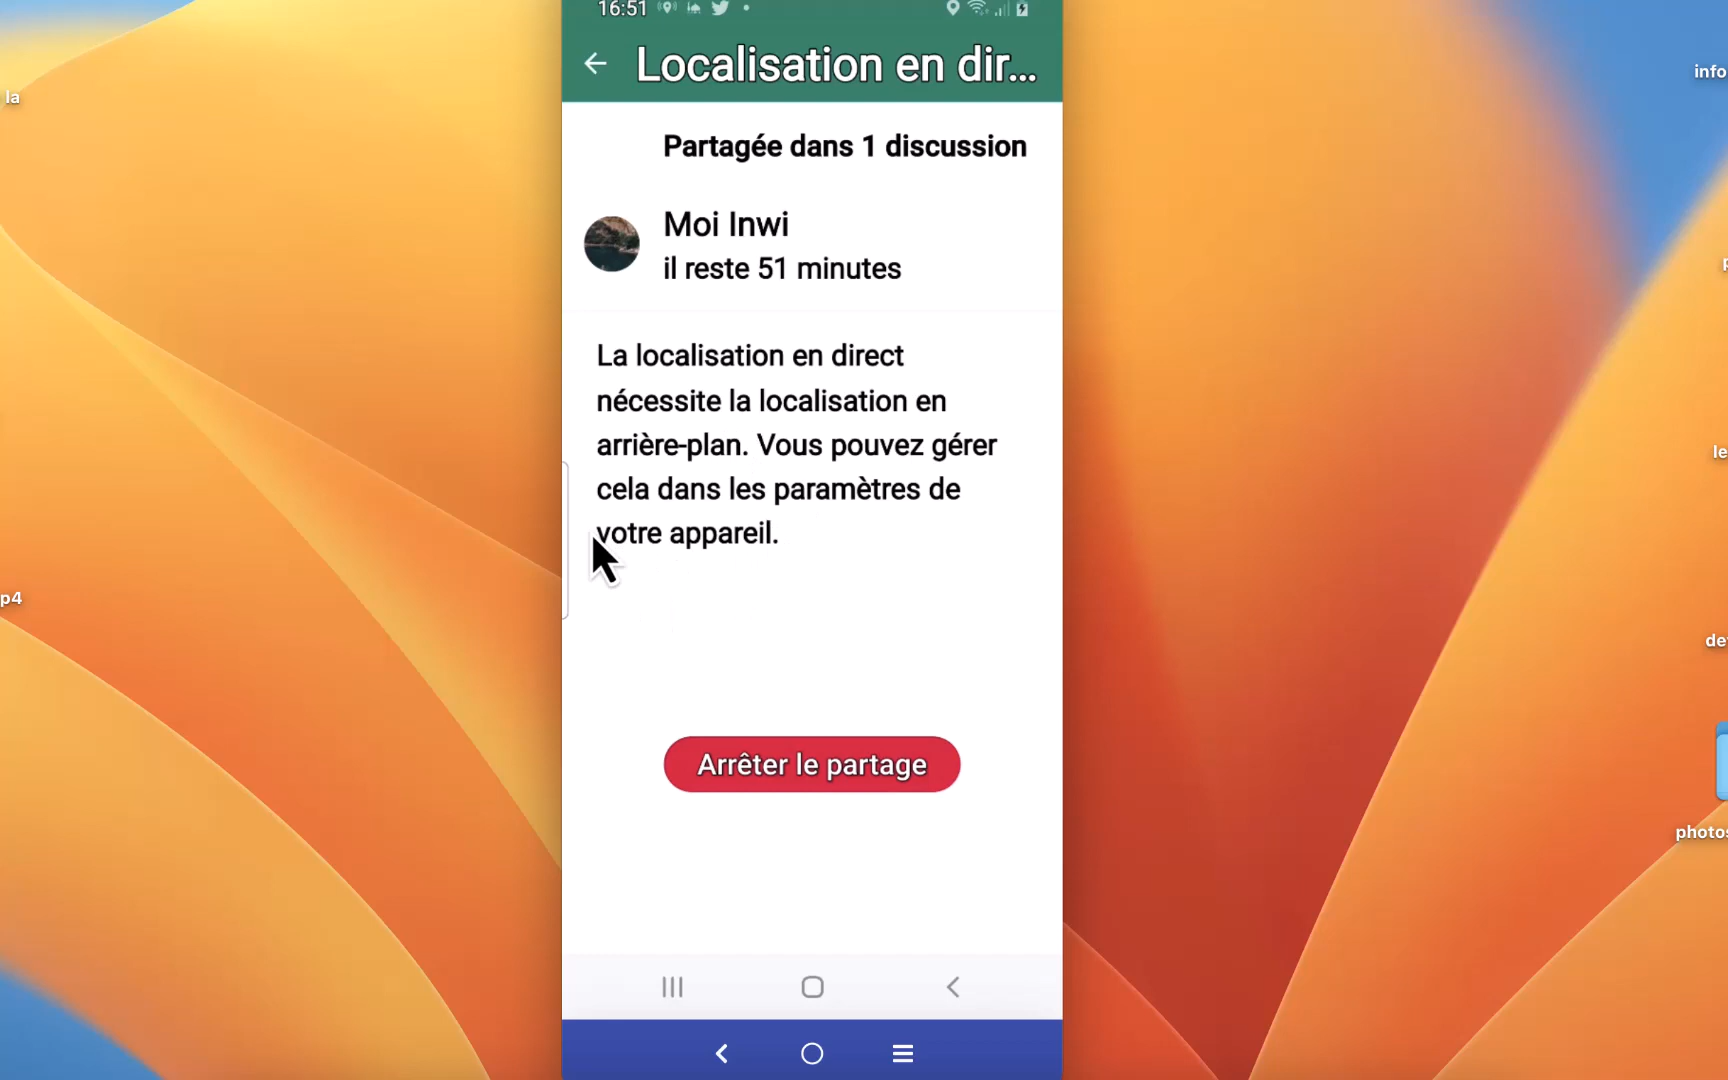 16:51
Localisation en dir...
Partagée dans 1 discussion
Moi Inwi
il reste 51 minutes
La localisation en direct
nécessite la localisation en
arrière-plan. Vous pouvez gérer
cela dans les paramètres de
votre appareil.
Arrêter le partage
la
p4
info
p
le
de
photos